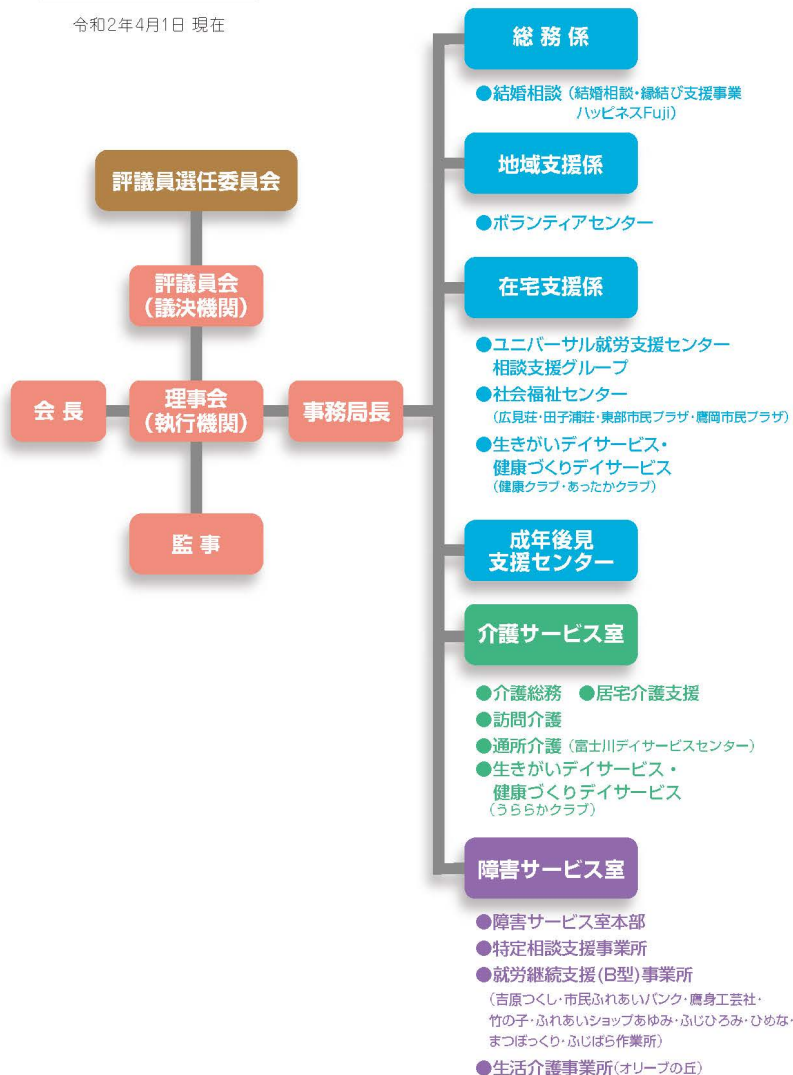 令和2年4月1日 現在
評議員選任委員会
評議員会
（議決機関）
会 長
理事会
（執行機関）
事務局長
監 事
総 務 係
●結婚相談（結婚相談・縁結び支援事業
ハッピネスFuji）
地域支援係
●ボランティアセンター
在宅支援係
●ユニバーサル就労支援センター
相談支援グループ
●社会福祉センター
（広見荘・田子浦荘・東部市民プラザ・鷹岡市民プラザ）
●生きがいデイサービス・
健康づくりデイサービス
（健康クラブ・あったかクラブ）
成年後見
支援センター
介護サービス室
●介護総務 ●居宅介護支援
●訪問介護
●通所介護（富士川デイサービスセンター）
●生きがいデイサービス・
健康づくりデイサービス
（うららかクラブ）
障害サービス室
●障害サービス室本部
●特定相談支援事業所
●就労継続支援(B型)事業所
（吉原つくし・市民ふれあいバンク・鷹身工芸社・
竹の子・ふれあいショップあゆみ・ふじひろみ・ひめな・
まつぼっくり・ふじばら作業所）
●生活介護事業所(オリーブの丘)